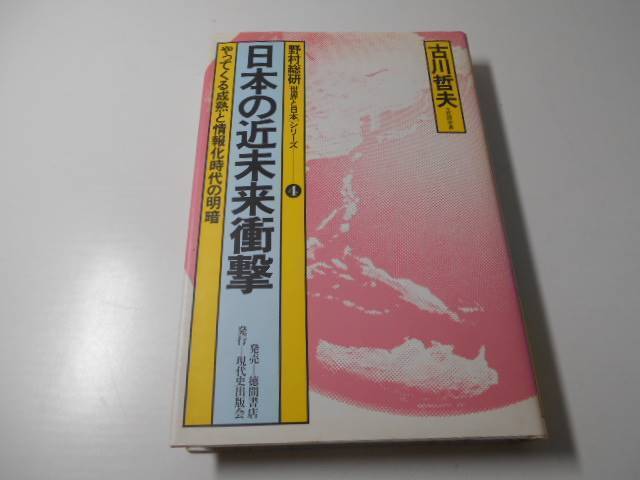 古川哲夫
野村総研〈世界と日本〉シリーズ——4
日本の近未来衝撃
やってくる成熟と情報化時代の明暗
発売—徳間書店
発行—現代史出版会